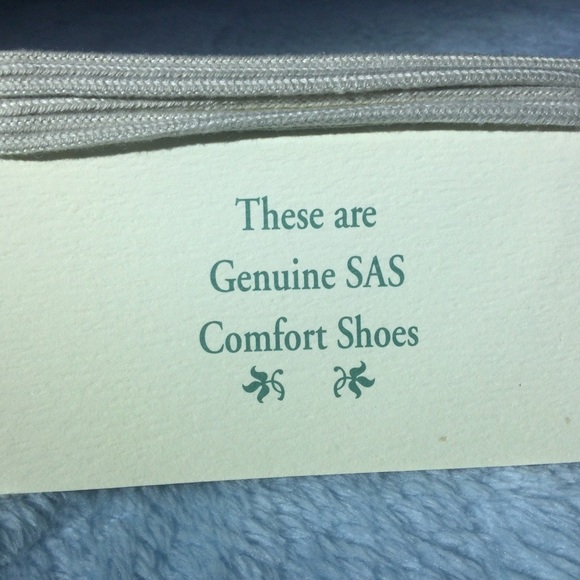 These are
Genuine SAS
Comfort Shoes